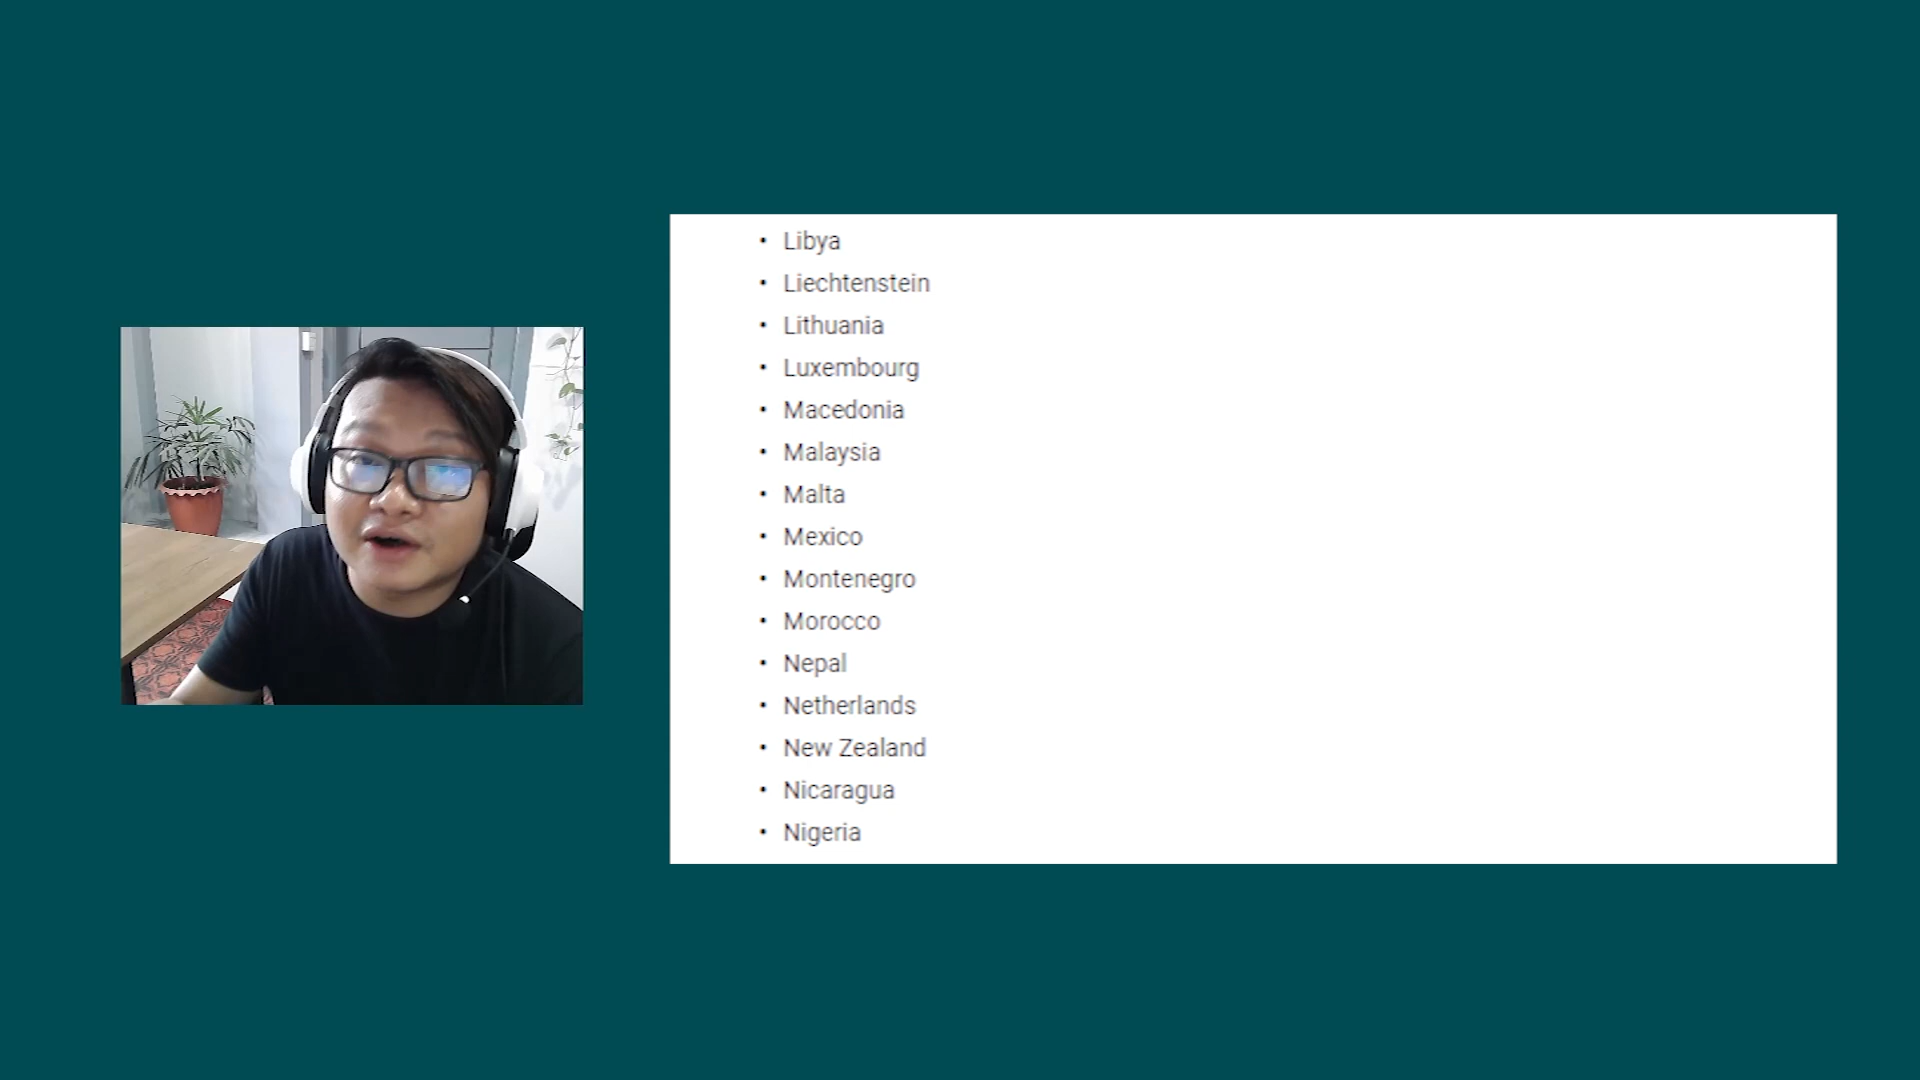 • Libya
• Liechtenstein
• Lithuania
• Luxembourg
• Macedonia
• Malaysia
• Malta
• Mexico
• Montenegro
• Morocco
• Nepal
• Netherlands
• New Zealand
• Nicaragua
• Nigeria